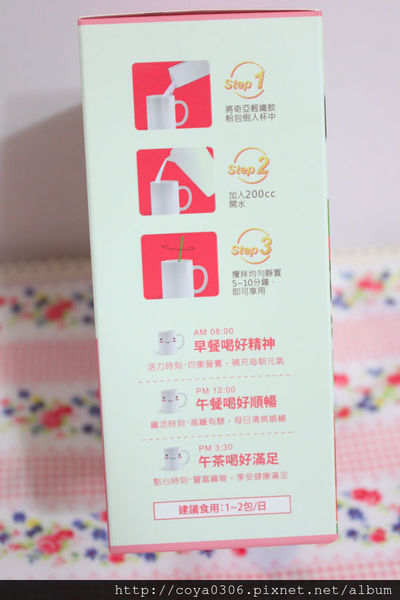 Step 1
將奇亞輕纖飲
粉包倒入杯中
Step 2
加入200cc
開水
Step 3
攪拌均勻靜置
5~10分鐘，
即可享用
AM 08:00
早餐喝好精神
活力時刻-均衡營養，補充每朝元氣
PM 12:00
午餐喝好順暢
纖活時刻-高纖有酵，每日清爽順暢
PM 3:30
午茶喝好滿足
點心時刻-豐富纖維，享受健康滿足
建議食用：1~2包/日
http://coya0306.pixnet.net/album